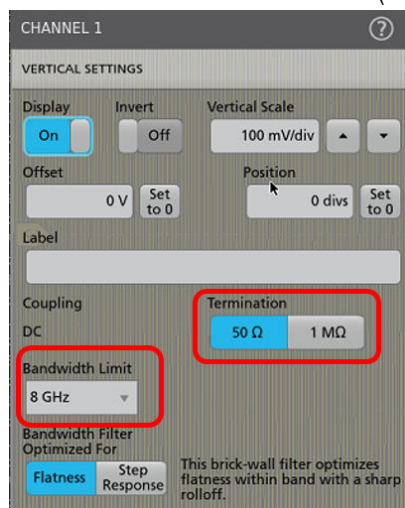 CHANNEL 1 ?
VERTICAL SETTINGS
Display Invert Vertical Scale
On Off 100 mV/div
Offset Position
0 V Set to 0 0 divs Set to 0
Label
Coupling Termination
DC 50 Ω 1 MΩ
Bandwidth Limit
8 GHz
Bandwidth Filter
Optimized For
Flatness Step Response
This brick-wall filter optimizes
flatness within band with a sharp
rolloff.